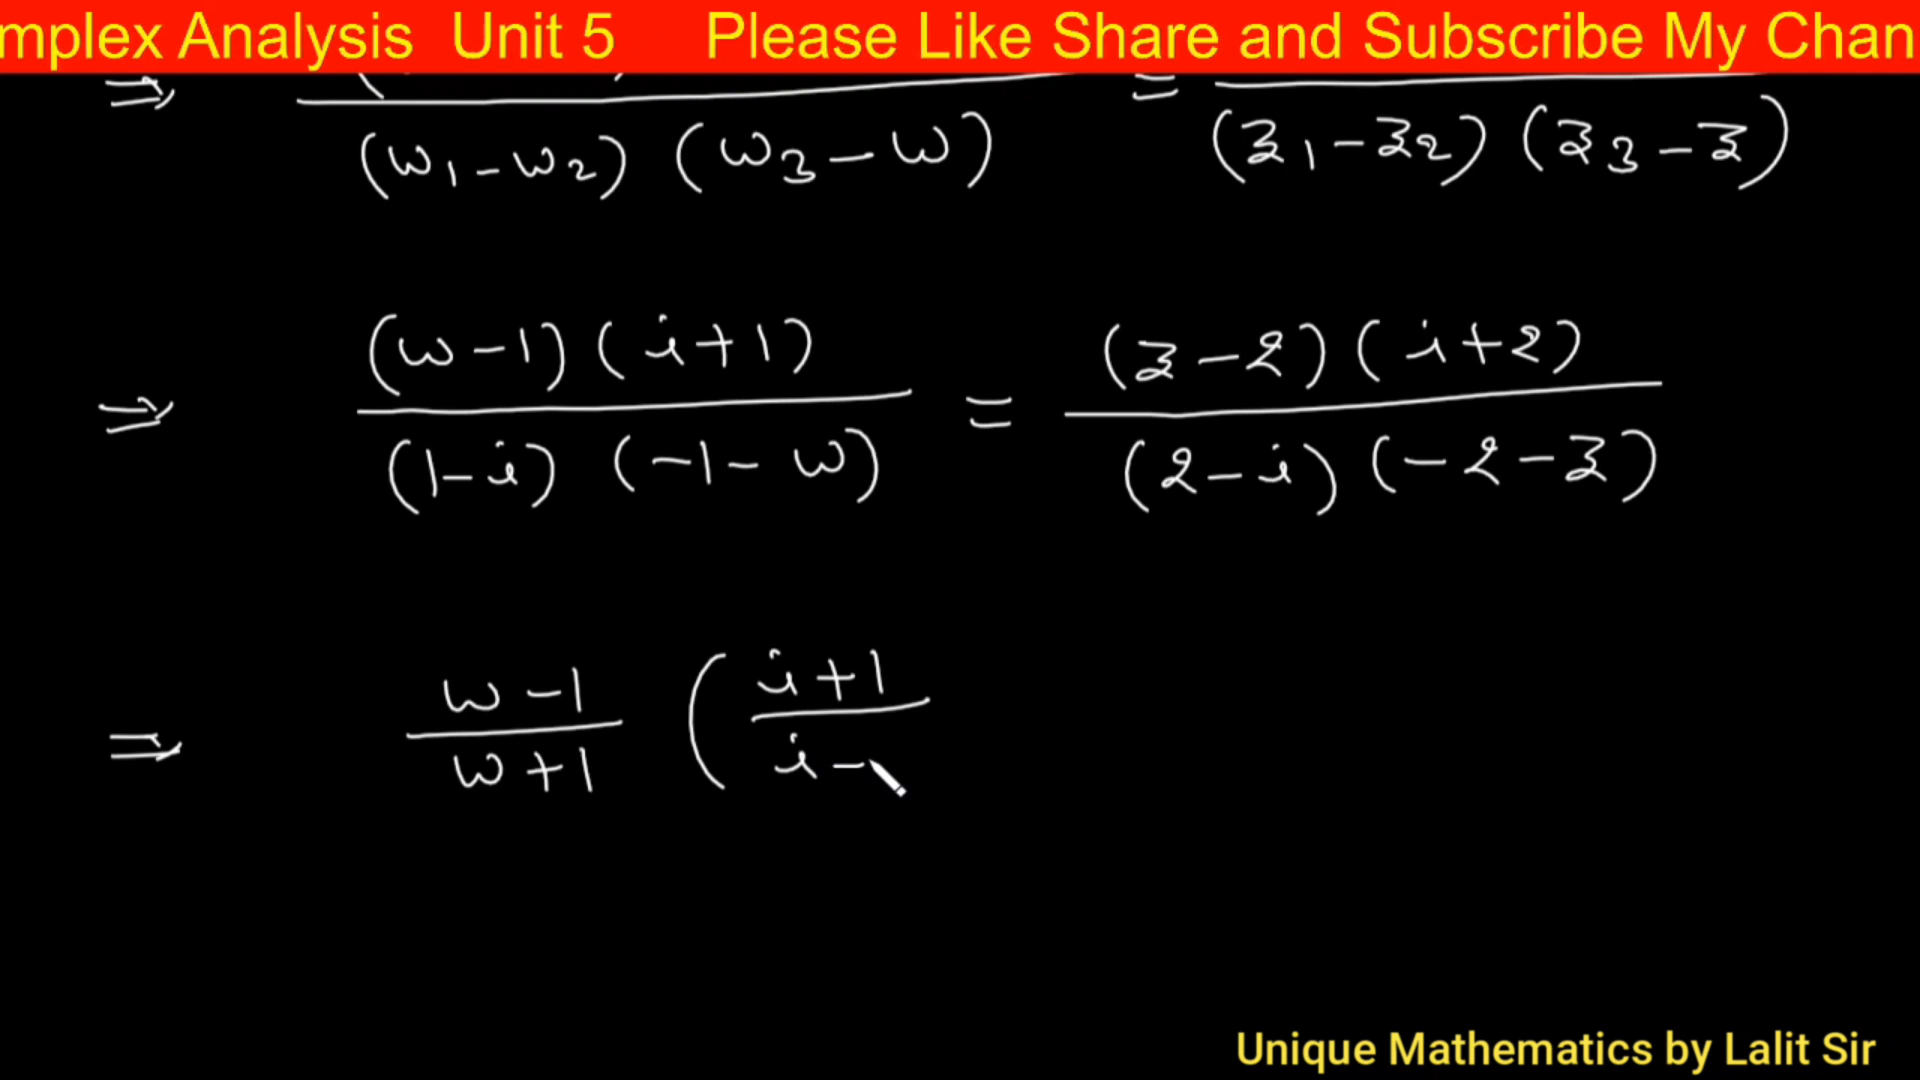 mplex Analysis Unit 5 Please Like Share and Subscribe My Chan
⇒ / (w₁-w₂) (w₃-w) = / (z₁-z₂) (z₃-z)
⇒ (w-1)(i+1) / (1-i) (-1-w) = (z-2)(i+2) / (2-i)(-2-z)
⇒ w-1 / w+1 ( i+1 / i-
Unique Mathematics by Lalit Sir